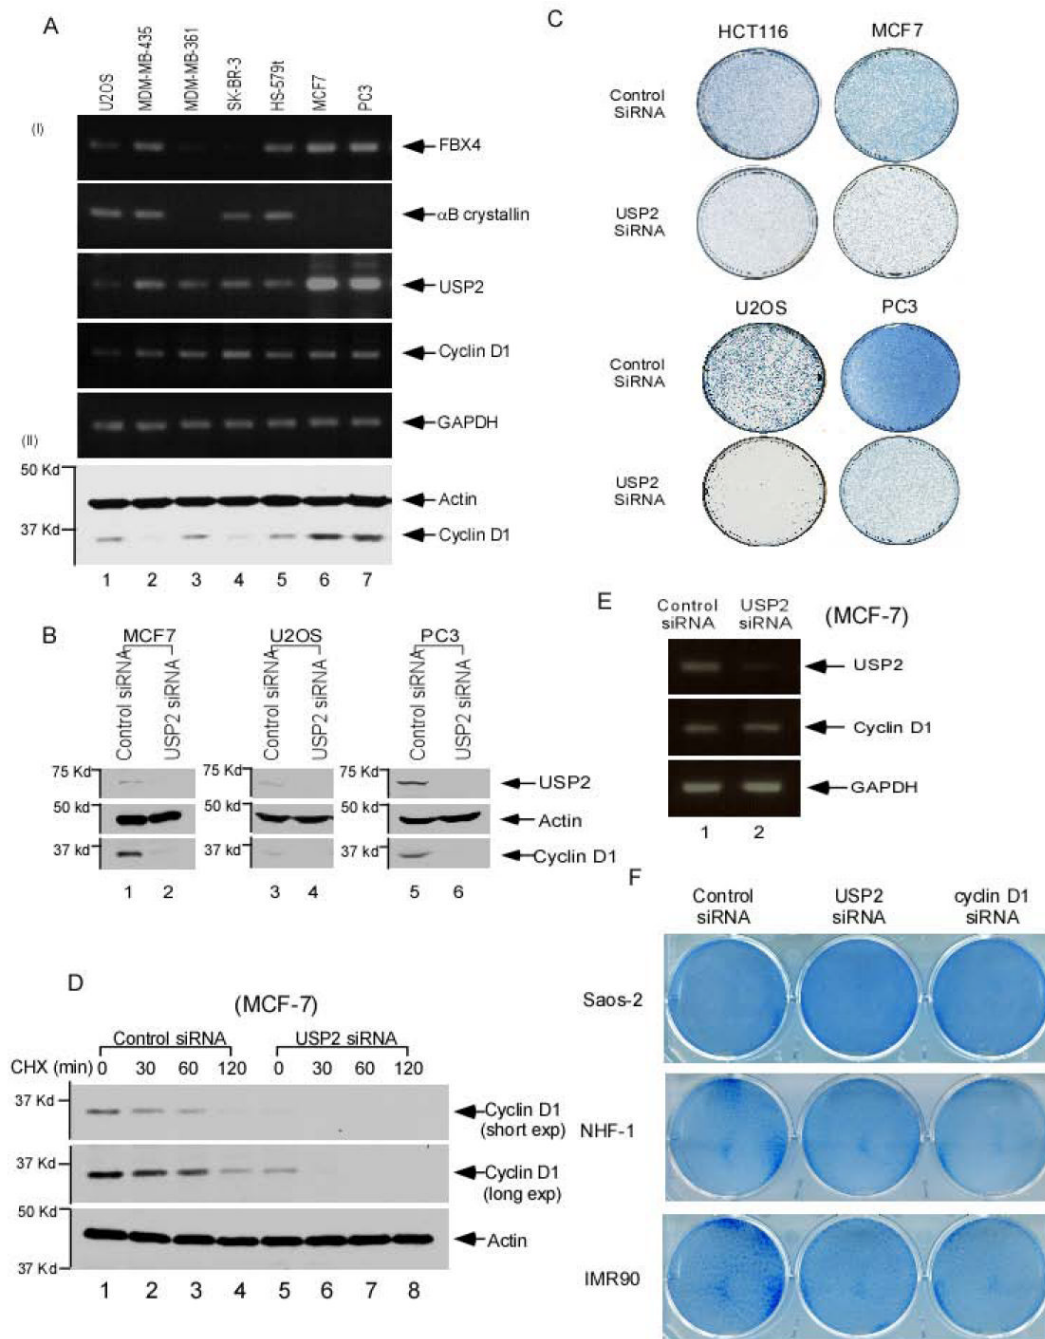 A
U2OS
MDM-MB-435
MDM-MB-361
SK-BR-3
HS-579t
MCF7
PC3
(I)
FBX4
αB crystallin
USP2
Cyclin D1
GAPDH
(II)
50 Kd
Actin
37 Kd
Cyclin D1
1 2 3 4 5 6 7
B
MCF7 U2OS PC3
Control siRNA
USP2 siRNA
Control siRNA
USP2 siRNA
Control siRNA
USP2 siRNA
75 Kd 75 Kd 75 Kd
USP2
50 kd 50 kd 50 kd
Actin
37 kd 37 kd 37 kd
Cyclin D1
1 2 3 4 5 6
C
HCT116 MCF7
Control
SiRNA
USP2
SiRNA
U2OS PC3
Control
SiRNA
USP2
SiRNA
D
(MCF-7)
Control siRNA USP2 siRNA
CHX (min) 0 30 60 120 0 30 60 120
37 Kd
Cyclin D1
(short exp)
37 Kd
Cyclin D1
(long exp)
50 Kd
Actin
37 Kd
1 2 3 4 5 6 7 8
E
Control
siRNA
USP2
siRNA
(MCF-7)
USP2
Cyclin D1
GAPDH
1 2
F
Control
siRNA
USP2
siRNA
cyclin D1
siRNA
Saos-2
NHF-1
IMR90